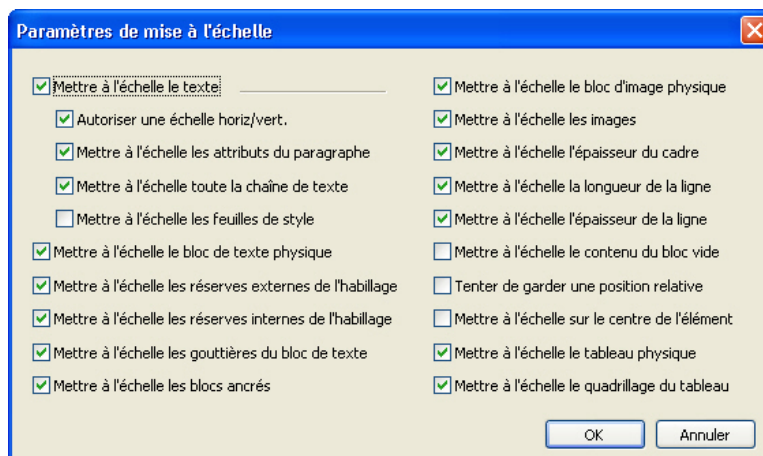 Paramètres de mise à l'échelle
Mettre à l'échelle le texte
Autoriser une échelle horiz/vert.
Mettre à l'échelle les attributs du paragraphe
Mettre à l'échelle toute la chaîne de texte
Mettre à l'échelle les feuilles de style
Mettre à l'échelle le bloc de texte physique
Mettre à l'échelle les réserves externes de l'habillage
Mettre à l'échelle les réserves internes de l'habillage
Mettre à l'échelle les gouttières du bloc de texte
Mettre à l'échelle les blocs ancrés
Mettre à l'échelle le bloc d'image physique
Mettre à l'échelle les images
Mettre à l'échelle l'épaisseur du cadre
Mettre à l'échelle la longueur de la ligne
Mettre à l'échelle l'épaisseur de la ligne
Mettre à l'échelle le contenu du bloc vide
Tenter de garder une position relative
Mettre à l'échelle sur le centre de l'élément
Mettre à l'échelle le tableau physique
Mettre à l'échelle le quadrillage du tableau
OK
Annuler